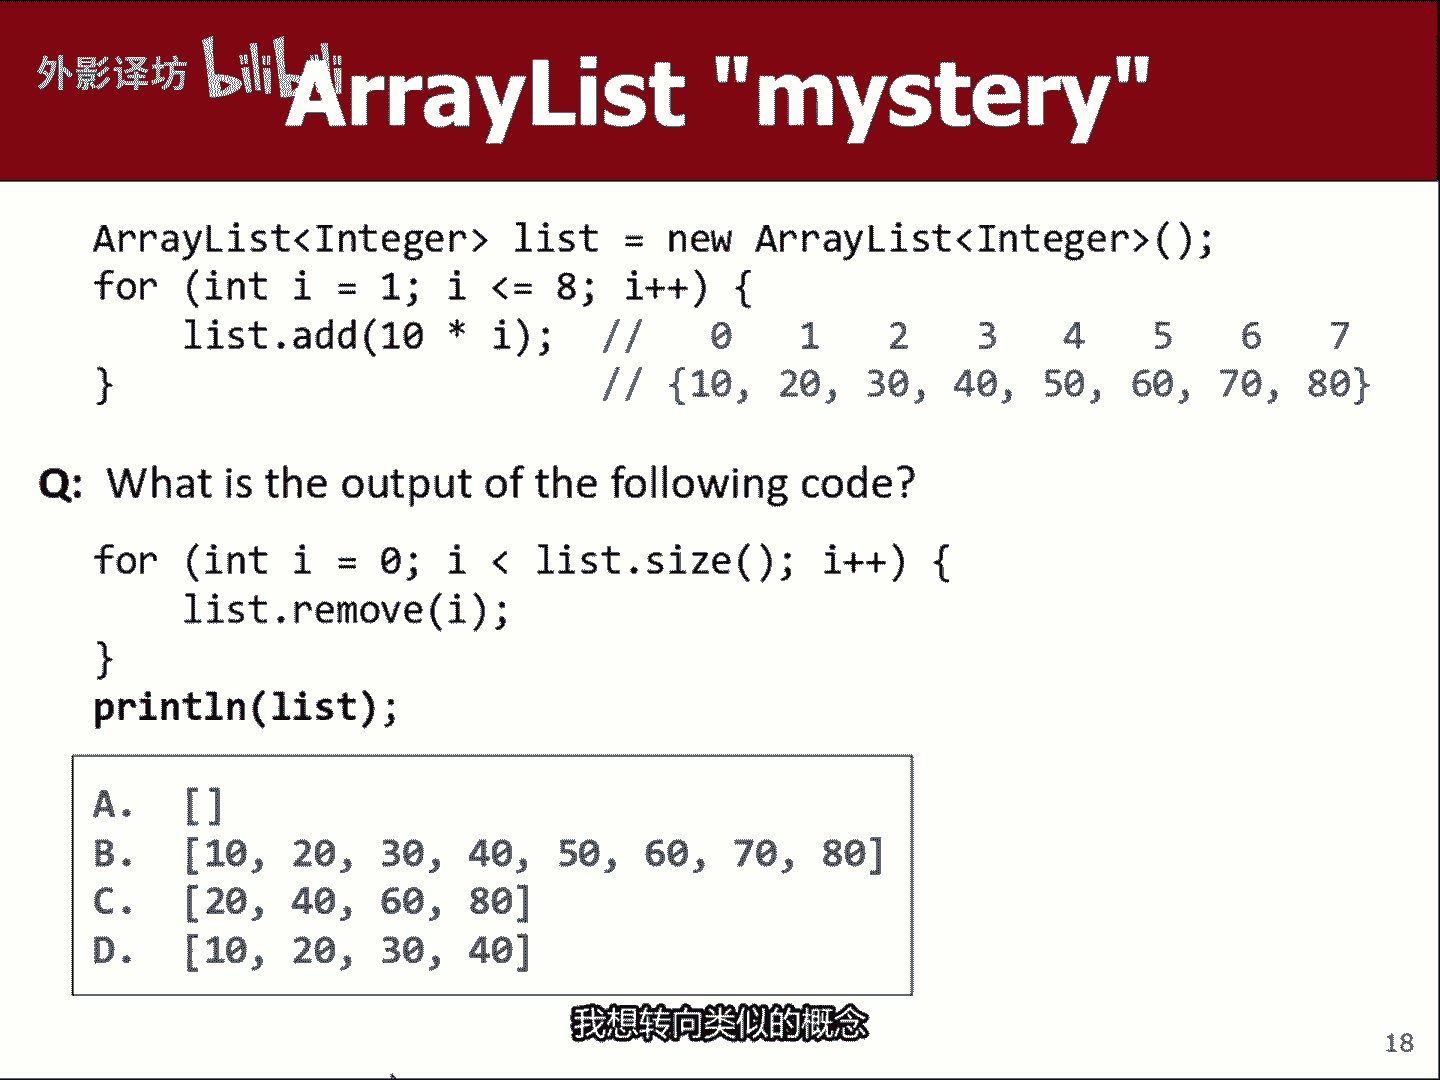 外影译坊 bilibili
ArrayList "mystery"
ArrayList<Integer> list = new ArrayList<Integer>();
for (int i = 1; i <= 8; i++) {
    list.add(10 * i);  //   0   1   2   3   4   5   6   7
}                      // {10, 20, 30, 40, 50, 60, 70, 80}
Q: What is the output of the following code?
for (int i = 0; i < list.size(); i++) {
    list.remove(i);
}
println(list);
A.  []
B.  [10, 20, 30, 40, 50, 60, 70, 80]
C.  [20, 40, 60, 80]
D.  [10, 20, 30, 40]
我想转向类似的概念
18